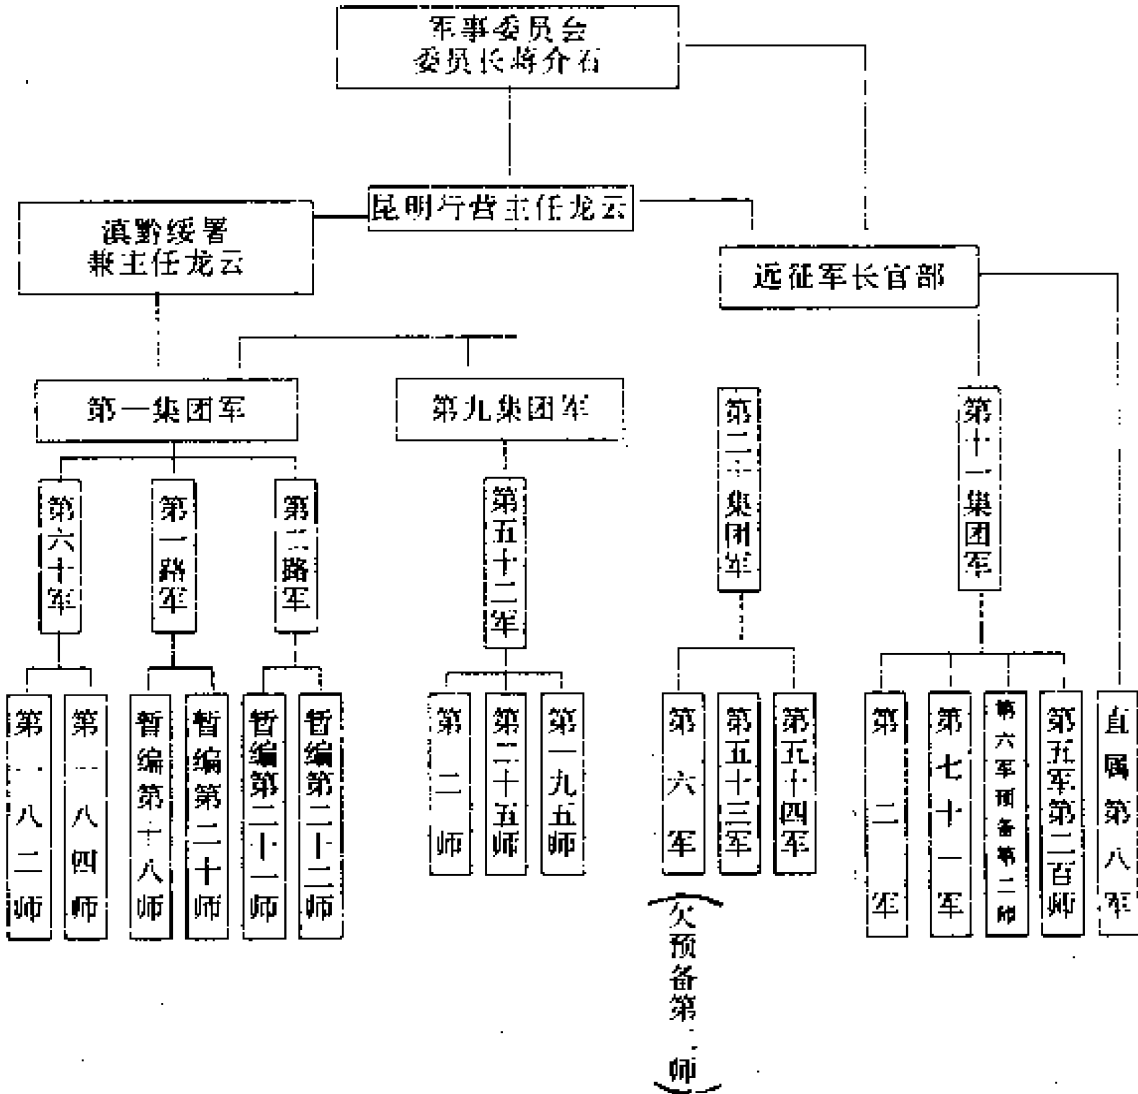 军事委员会
委员长蒋介石
昆明行营主任龙云
滇黔绥署
兼主任龙云
远征军长官部
第一集团军
第九集团军
第二十集团军
第十一集团军
第六十军
第一路军
第二路军
第五十二军
第一八二师
第一八四师
暂编第十八师
暂编第二十师
暂编第二十一师
暂编第二十二师
第二师
第二十五师
第一九五师
第六军
第五十三军
第五十四军
第二军
第七十一军
第六军预备第二师
第五军第二百师
直属第八军
(欠预备第二师)